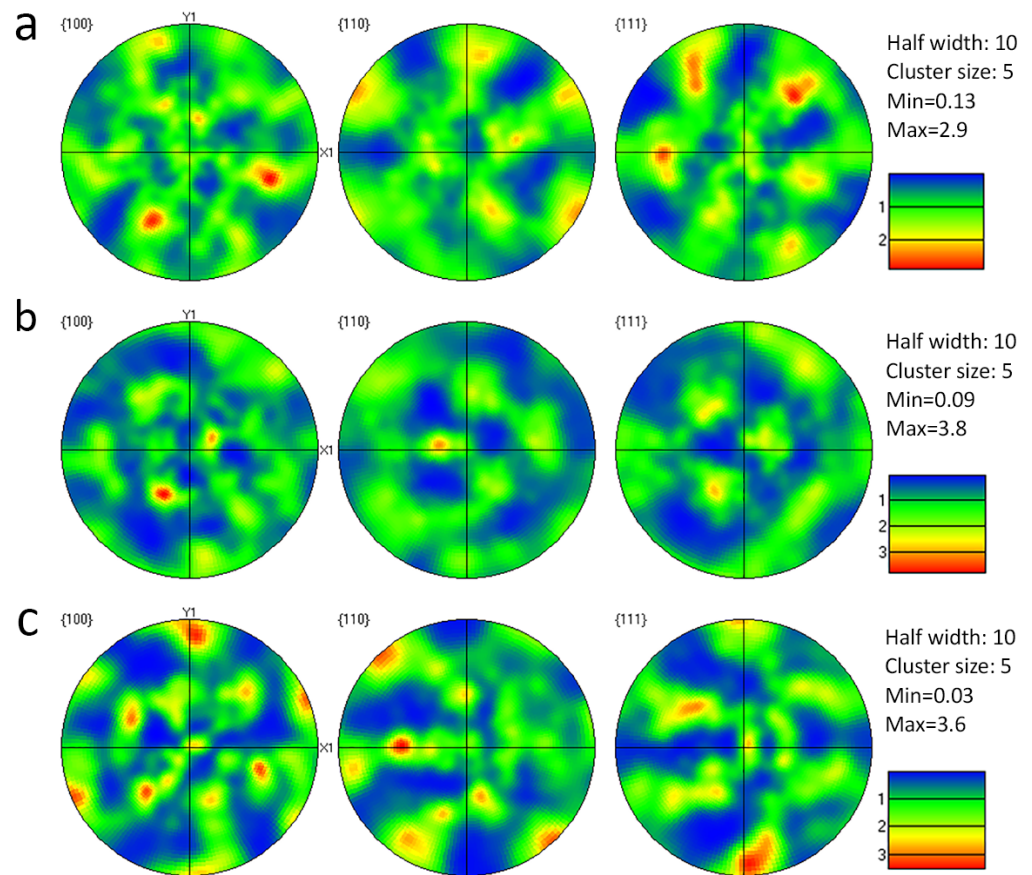 a
{100}
Y1
{110}
{111}
X1
Half width: 10
Cluster size: 5
Min=0.13
Max=2.9
1
2
b
{100}
Y1
{110}
{111}
X1
Half width: 10
Cluster size: 5
Min=0.09
Max=3.8
1
2
3
c
{100}
Y1
{110}
{111}
X1
Half width: 10
Cluster size: 5
Min=0.03
Max=3.6
1
2
3